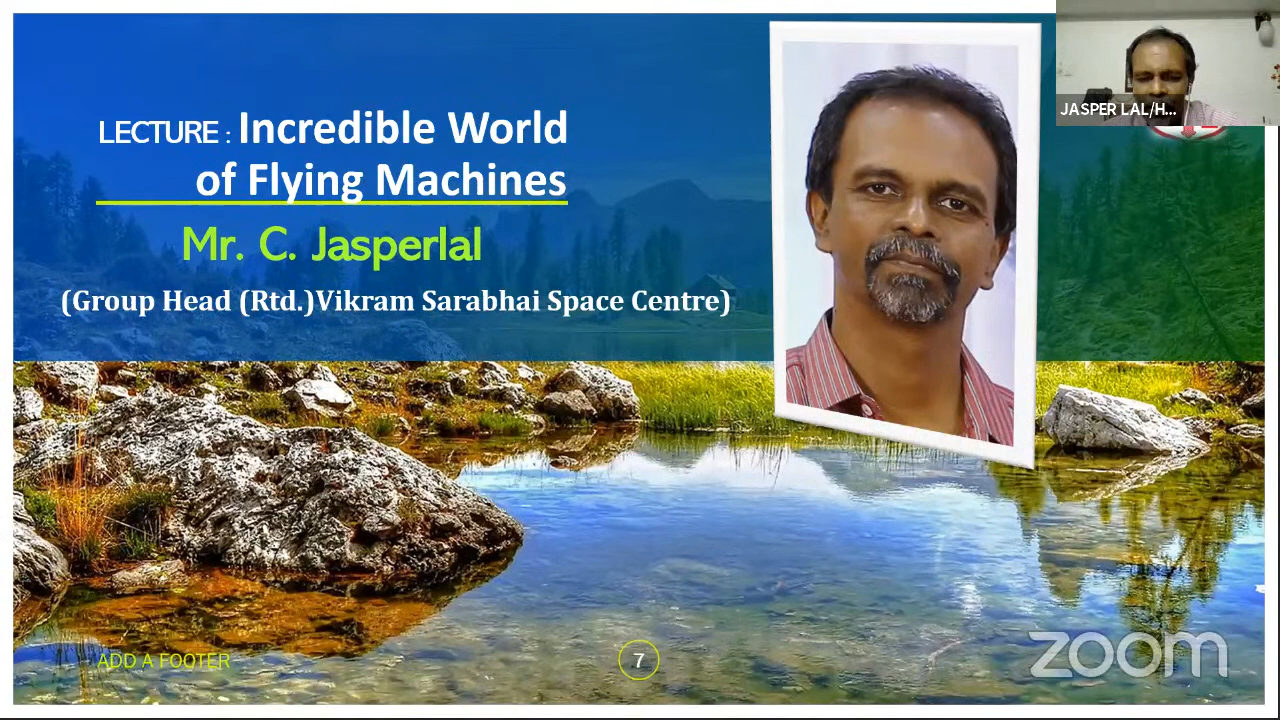 LECTURE : Incredible World
of Flying Machines
Mr. C. Jasperlal
(Group Head (Rtd.)Vikram Sarabhai Space Centre)
JASPER LAL/H...
ADD A FOOTER
7
zoom